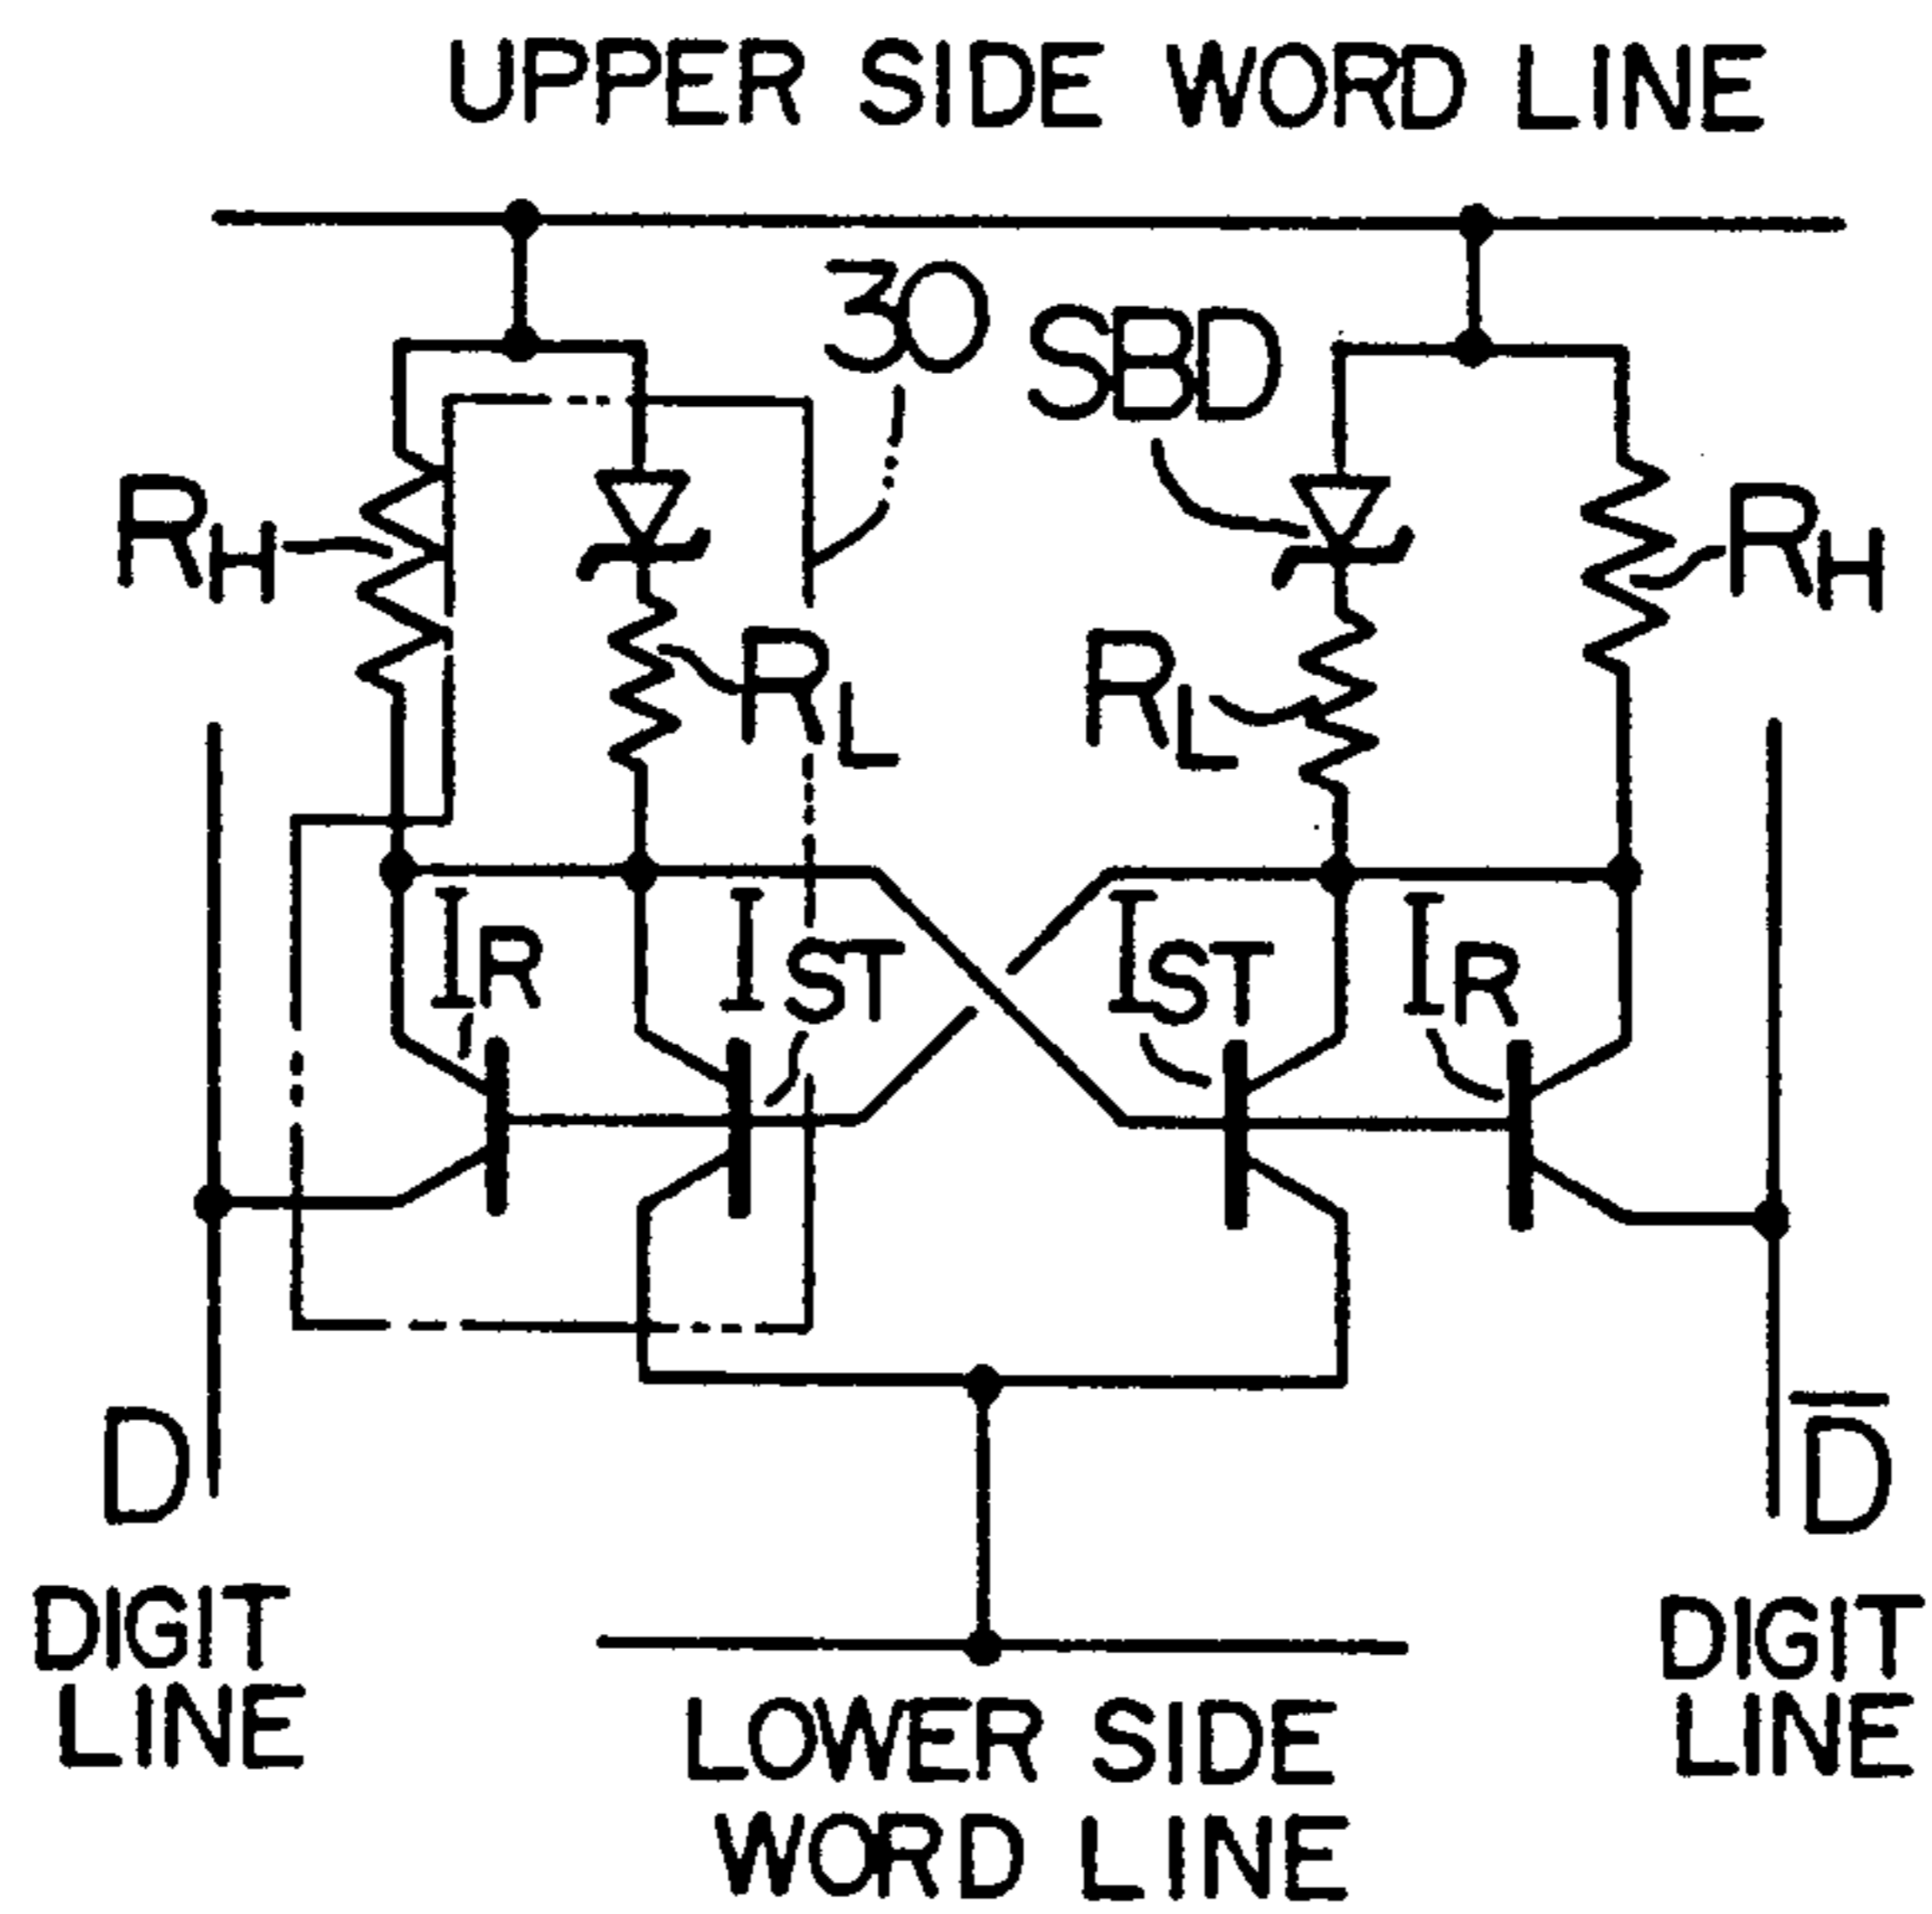 UPPER SIDE WORD LINE
30
SBD
RH
RH
RL
RL
IR
IST
IST
IR
D
D̅
DIGIT
LINE
DIGIT
LINE
LOWER SIDE
WORD LINE